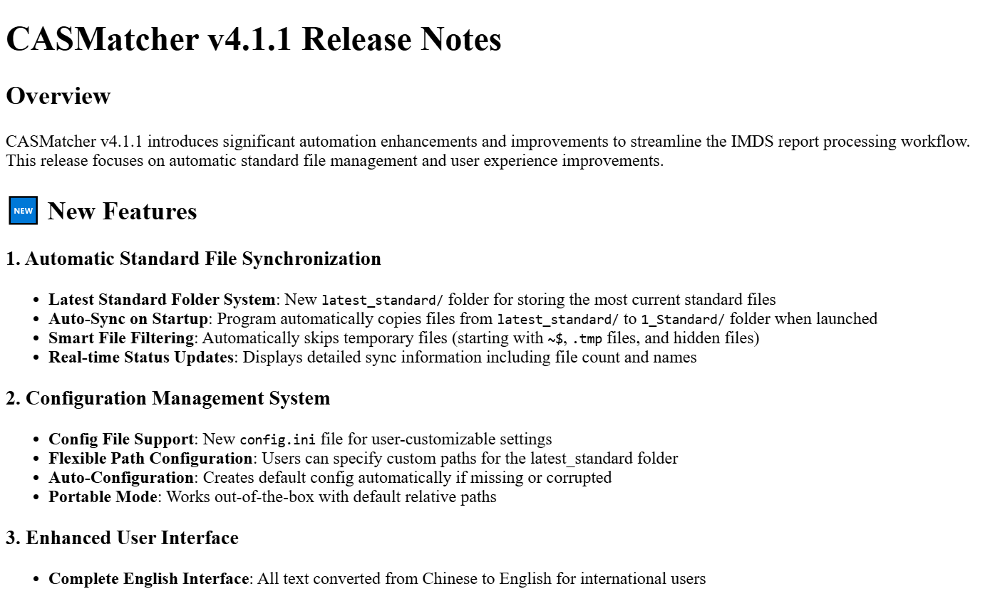 CASMatcher v4.1.1 Release Notes
Overview
CASMatcher v4.1.1 introduces significant automation enhancements and improvements to streamline the IMDS report processing workflow.
This release focuses on automatic standard file management and user experience improvements.
NEW New Features
1. Automatic Standard File Synchronization
• Latest Standard Folder System: New latest_standard/ folder for storing the most current standard files
• Auto-Sync on Startup: Program automatically copies files from latest_standard/ to 1_Standard/ folder when launched
• Smart File Filtering: Automatically skips temporary files (starting with ~$, .tmp files, and hidden files)
• Real-time Status Updates: Displays detailed sync information including file count and names
2. Configuration Management System
• Config File Support: New config.ini file for user-customizable settings
• Flexible Path Configuration: Users can specify custom paths for the latest_standard folder
• Auto-Configuration: Creates default config automatically if missing or corrupted
• Portable Mode: Works out-of-the-box with default relative paths
3. Enhanced User Interface
• Complete English Interface: All text converted from Chinese to English for international users